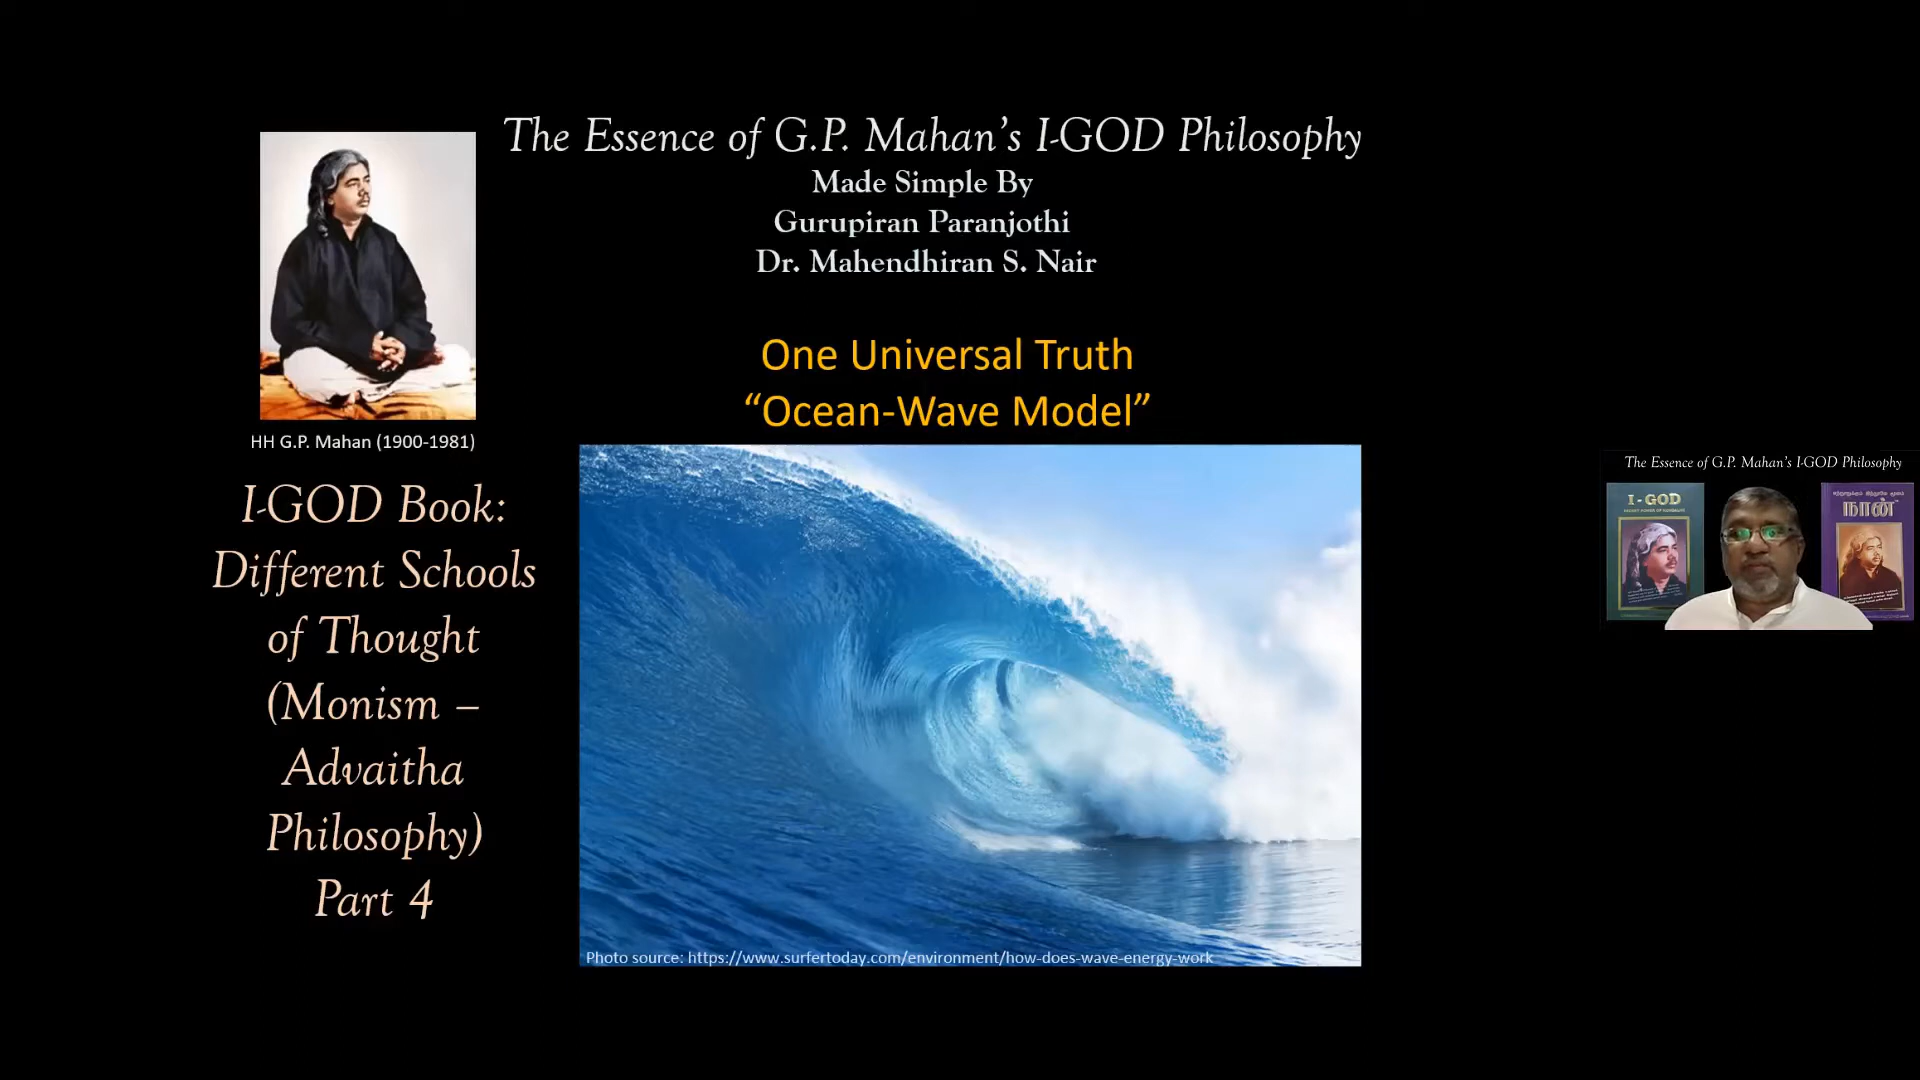 The Essence of G.P. Mahan's I-GOD Philosophy
Made Simple By
Gurupiran Paranjothi
Dr. Mahendhiran S. Nair
One Universal Truth
“Ocean-Wave Model”
HH G.P. Mahan (1900-1981)
I-GOD Book:
Different Schools
of Thought
(Monism –
Advaitha
Philosophy)
Part 4
Photo source: https://www.surfertoday.com/environment/how-does-wave-energy-work
The Essence of G.P. Mahan's I-GOD Philosophy
I - GOD
நான்